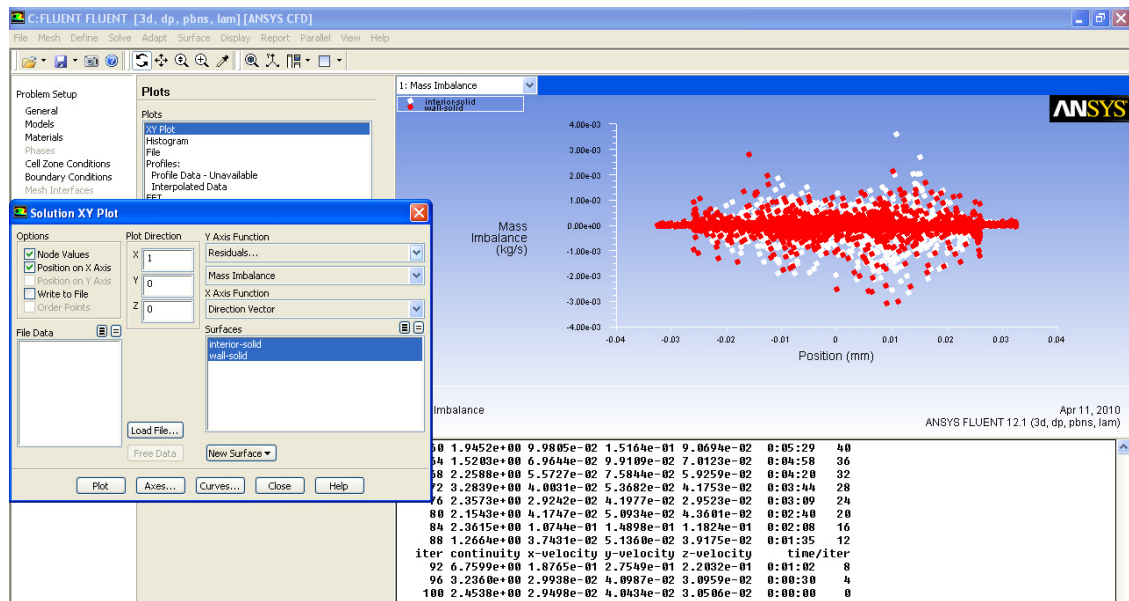 C:FLUENT FLUENT [3d, dp, pbns, lam] [ANSYS CFD]
File Mesh Define Solve Adapt Surface Display Report Parallel View Help
Problem Setup
General
Models
Materials
Phases
Cell Zone Conditions
Boundary Conditions
Mesh Interfaces
Plots
Plots
XY Plot
Histogram
File
Profiles:
Profile Data - Unavailable
Interpolated Data
FFT
1: Mass Imbalance
interior-solid
wall-solid
ANSYS
4.00e-03
3.00e-03
2.00e-03
1.00e-03
0.00e+00
-1.00e-03
-2.00e-03
-3.00e-03
-4.00e-03
Mass
Imbalance
(kg/s)
-0.04 -0.03 -0.02 -0.01 0 0.01 0.02 0.03 0.04
Position (mm)
Imbalance
Apr 11, 2010
ANSYS FLUENT 12.1 (3d, dp, pbns, lam)
Solution XY Plot
Options
Node Values
Position on X Axis
Position on Y Axis
Write to File
Order Points
Plot Direction
X 1
Y 0
Z 0
Y Axis Function
Residuals...
Mass Imbalance
X Axis Function
Direction Vector
Surfaces
interior-solid
wall-solid
File Data
Load File...
Free Data
New Surface
Plot Axes... Curves... Close Help
60 1.9452e+00 9.9805e-02 1.5164e-01 9.0694e-02 0:05:29 40
64 1.5203e+00 6.9644e-02 9.9109e-02 7.0123e-02 0:04:58 36
68 2.2588e+00 5.5727e-02 7.5844e-02 5.9259e-02 0:04:20 32
72 3.2839e+00 4.0031e-02 5.3682e-02 4.1753e-02 0:03:44 28
76 2.3573e+00 2.9242e-02 4.1977e-02 2.9523e-02 0:03:09 24
80 2.1543e+00 4.1747e-02 5.0934e-02 4.3601e-02 0:02:40 20
84 2.3615e+00 1.0744e-01 1.4898e-01 1.1824e-01 0:02:08 16
88 1.2664e+00 3.7431e-02 5.1360e-02 3.9175e-02 0:01:35 12
iter continuity x-velocity y-velocity z-velocity time/iter
92 6.7599e+00 1.8765e-01 2.7549e-01 2.2032e-01 0:01:02 8
96 3.2360e+00 2.9938e-02 4.0987e-02 3.0959e-02 0:00:30 4
100 2.4538e+00 2.9498e-02 4.0434e-02 3.0506e-02 0:00:00 0